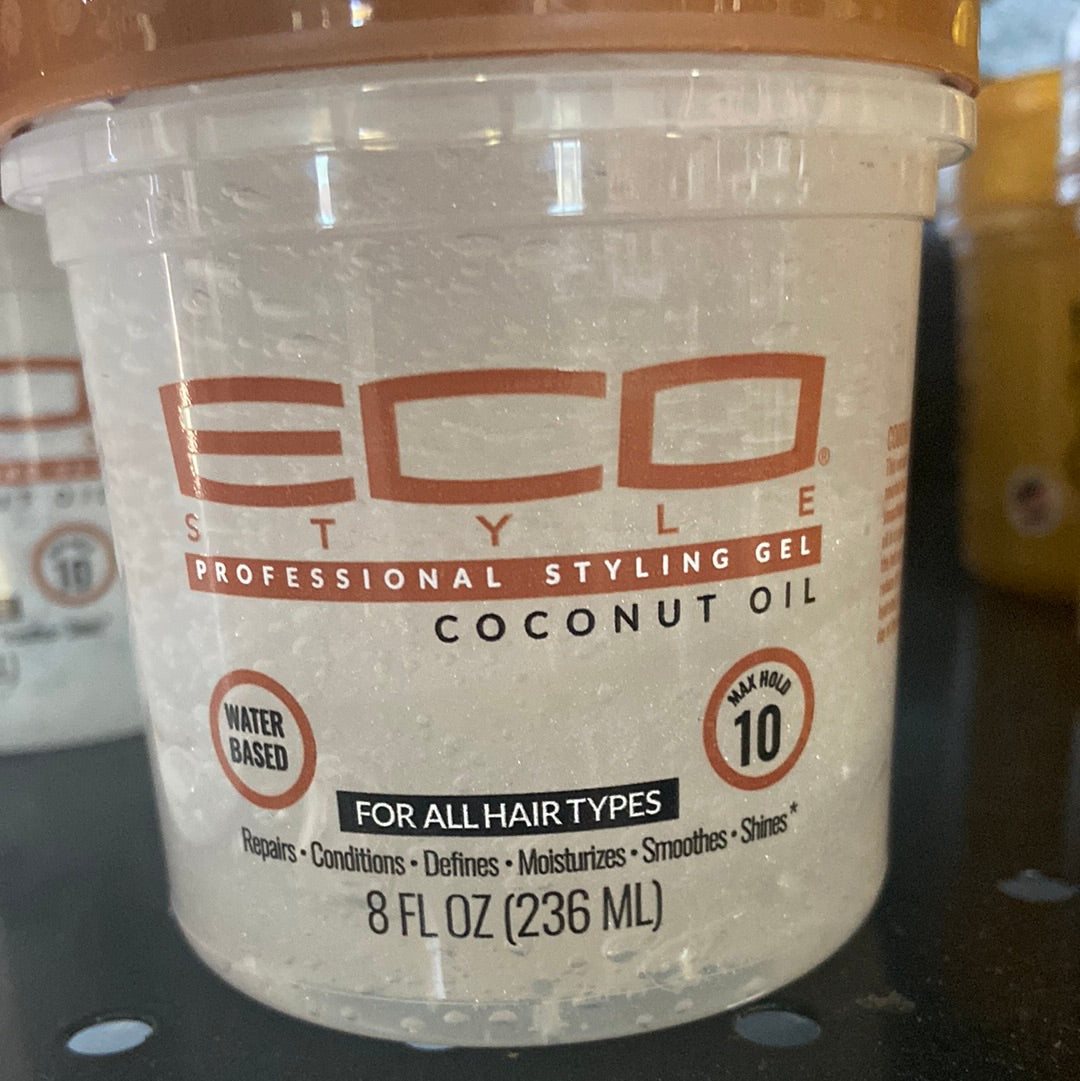 ECO®
STYLE
PROFESSIONAL STYLING GEL
COCONUT OIL
WATER
BASED
MAX HOLD
10
FOR ALL HAIR TYPES
Repairs • Conditions • Defines • Moisturizes • Smoothes • Shines*
8 FL OZ (236 ML)
10